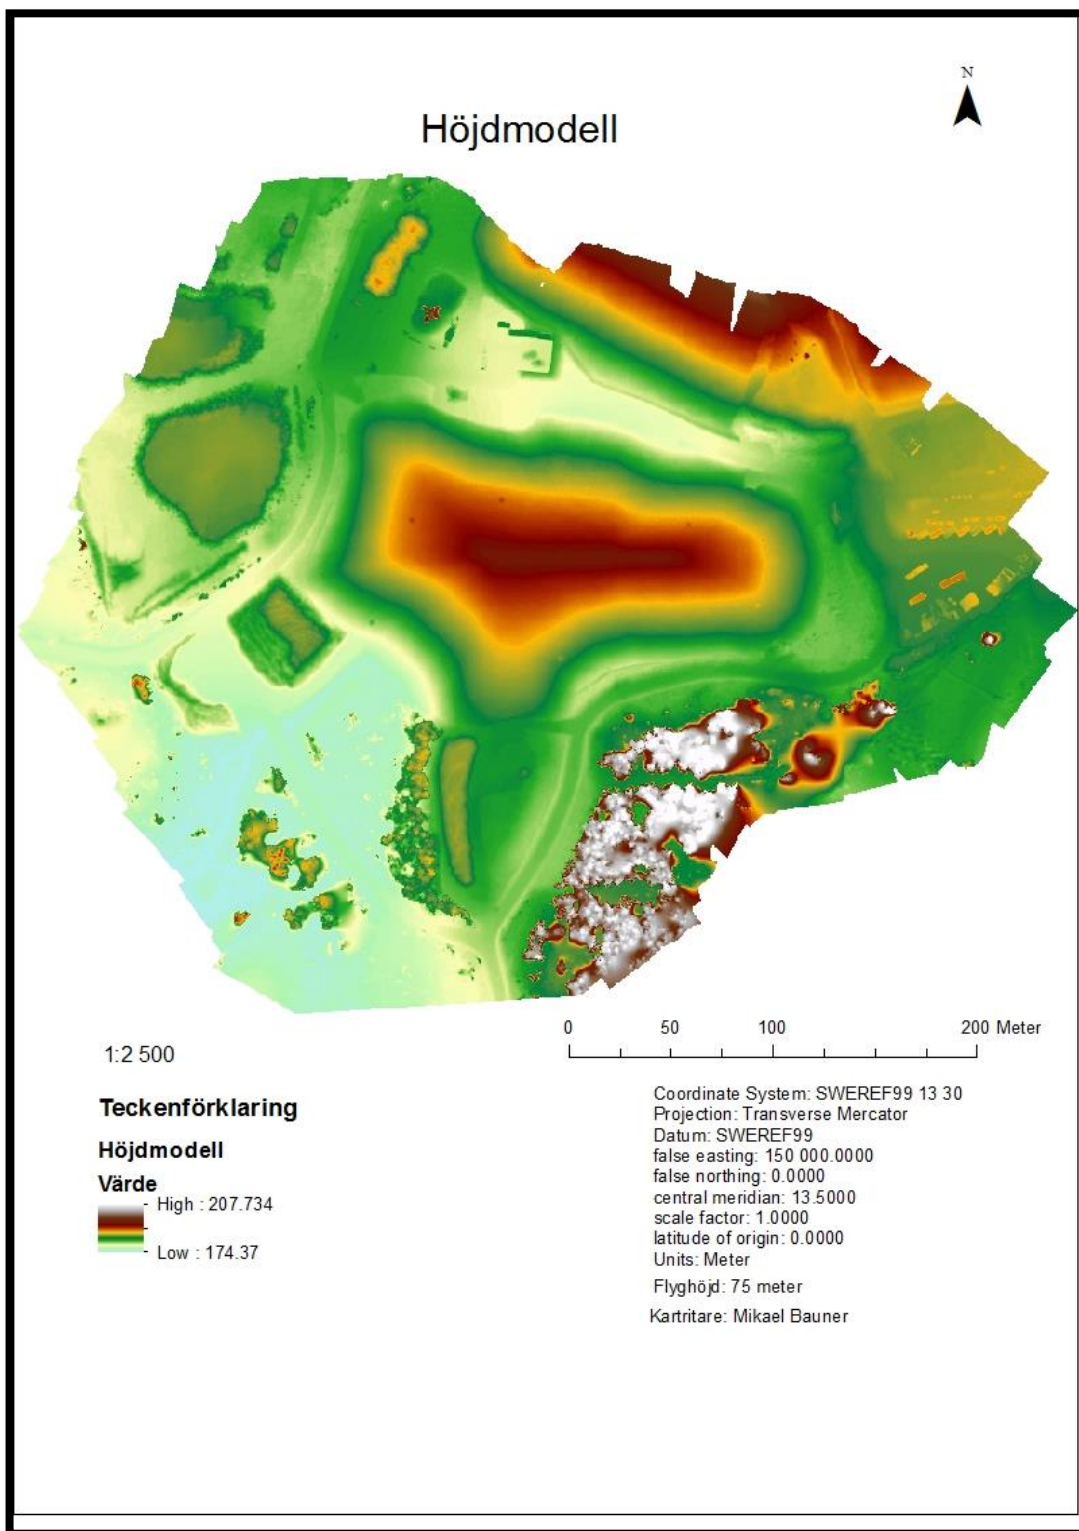 N
Höjdmodell
0 50 100 200 Meter
1:2 500
Teckenförklaring
Höjdmodell
Värde
High : 207.734
Low : 174.37
Coordinate System: SWEREF99 13 30
Projection: Transverse Mercator
Datum: SWEREF99
false easting: 150 000.0000
false northing: 0.0000
central meridian: 13.5000
scale factor: 1.0000
latitude of origin: 0.0000
Units: Meter
Flyghöjd: 75 meter
Kartritare: Mikael Bauner